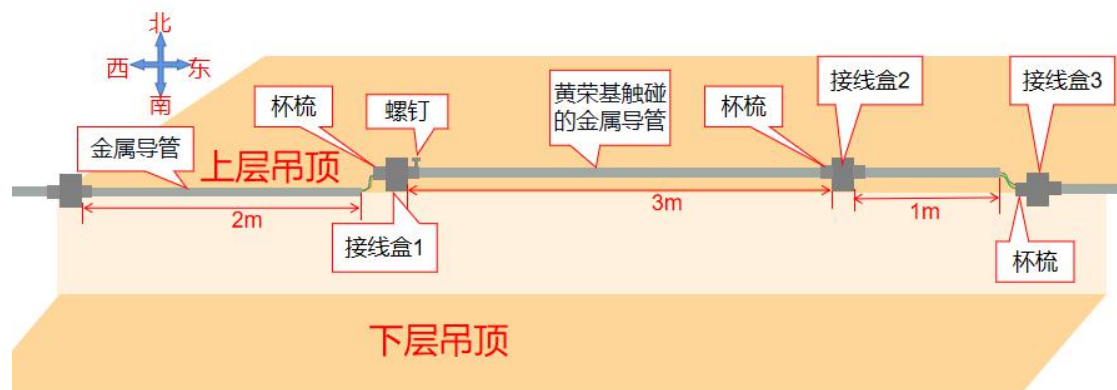 北
西
东
南
杯梳
螺钉
黄荣基触碰
的金属导管
杯梳
接线盒2
接线盒3
金属导管
上层吊顶
2m
3m
1m
接线盒1
杯梳
下层吊顶